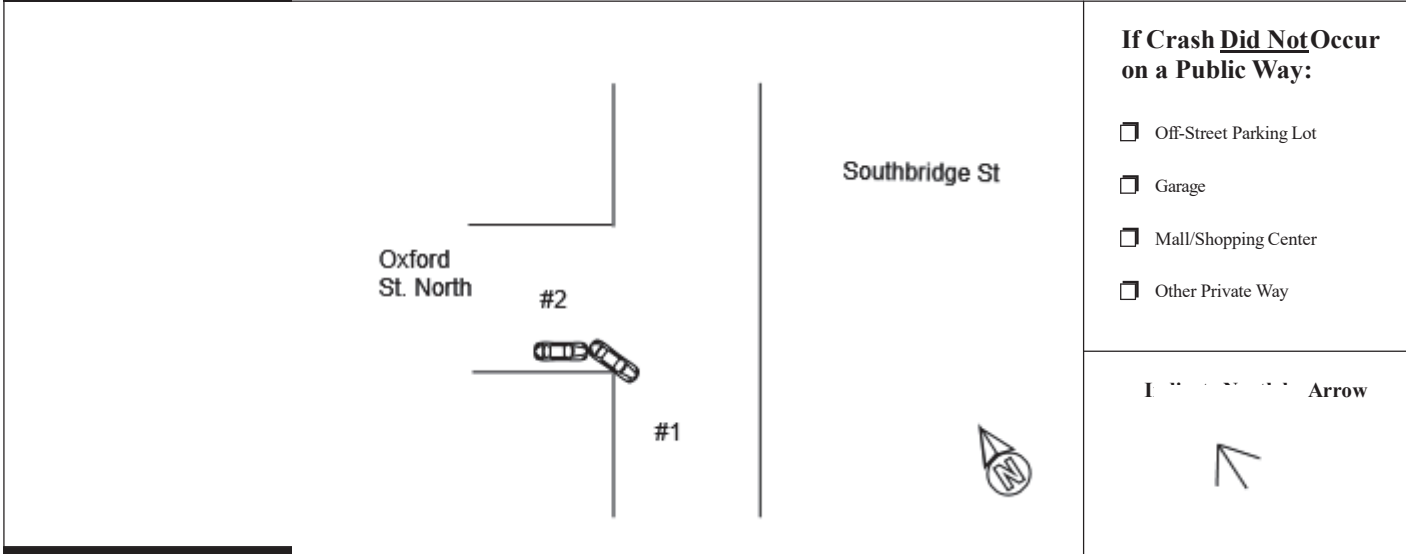 If Crash Did Not Occur
on a Public Way:
Off-Street Parking Lot
Southbridge St
Garage
Mall/Shopping Center
Oxford
St. North
#2
Other Private Way
Arrow
#1
N